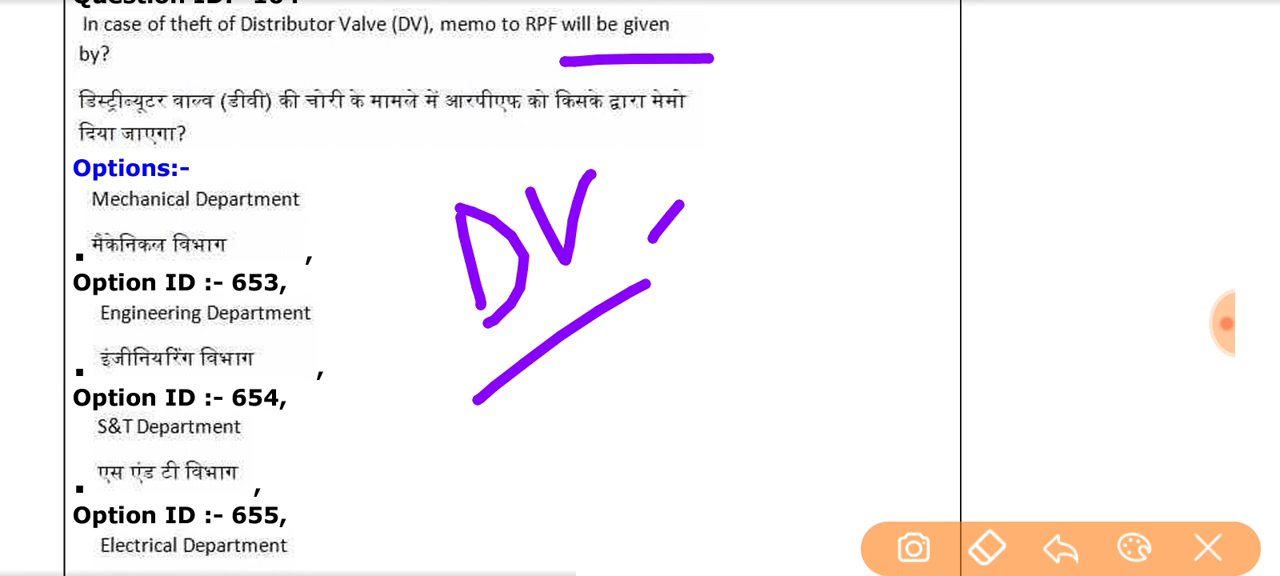 In case of theft of Distributor Valve (DV), memo to RPF will be given
by?
डिस्ट्रीब्यूटर वाल्व (डीवी) की चोरी के मामले में आरपीएफ को किसके द्वारा मेमो
दिया जाएगा?
Options:-
Mechanical Department
मैकेनिकल विभाग ,
Option ID :- 653,
Engineering Department
इंजीनियरिंग विभाग ,
Option ID :- 654,
S&T Department
एस एंड टी विभाग ,
Option ID :- 655,
Electrical Department
DV